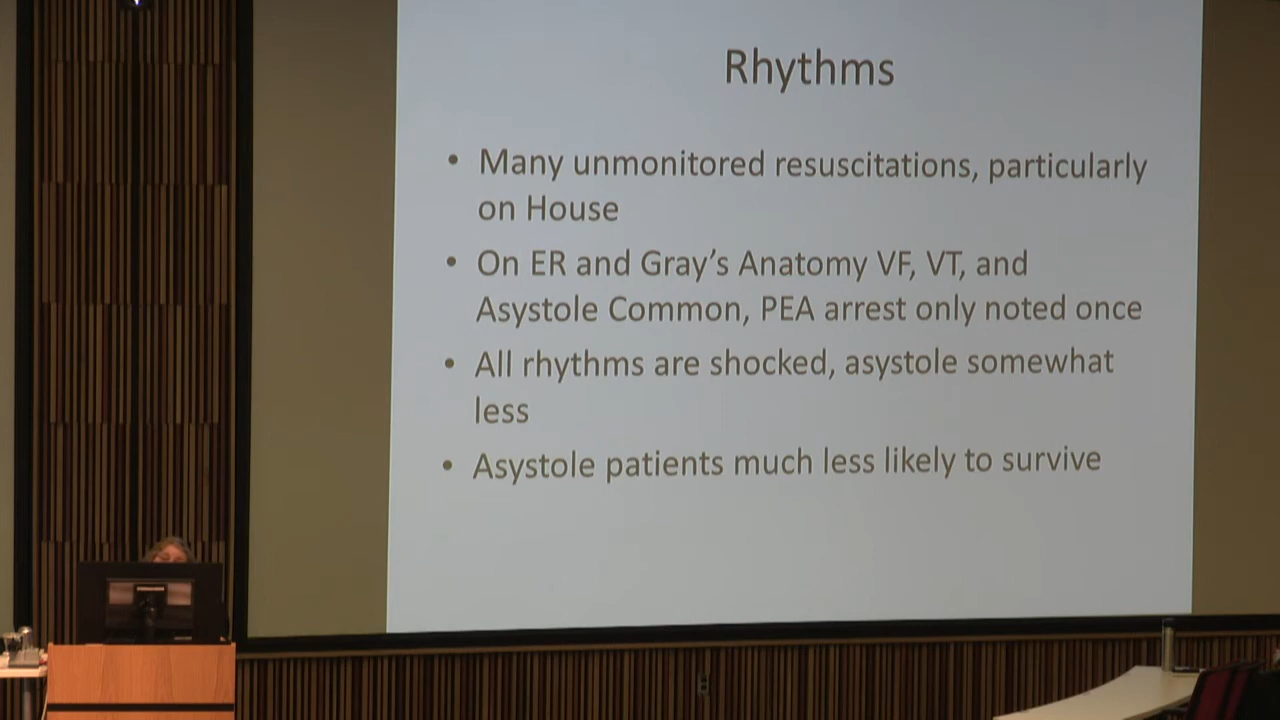 Rhythms
• Many unmonitored resuscitations, particularly
on House
• On ER and Gray's Anatomy VF, VT, and
Asystole Common, PEA arrest only noted once
• All rhythms are shocked, asystole somewhat
less
• Asystole patients much less likely to survive